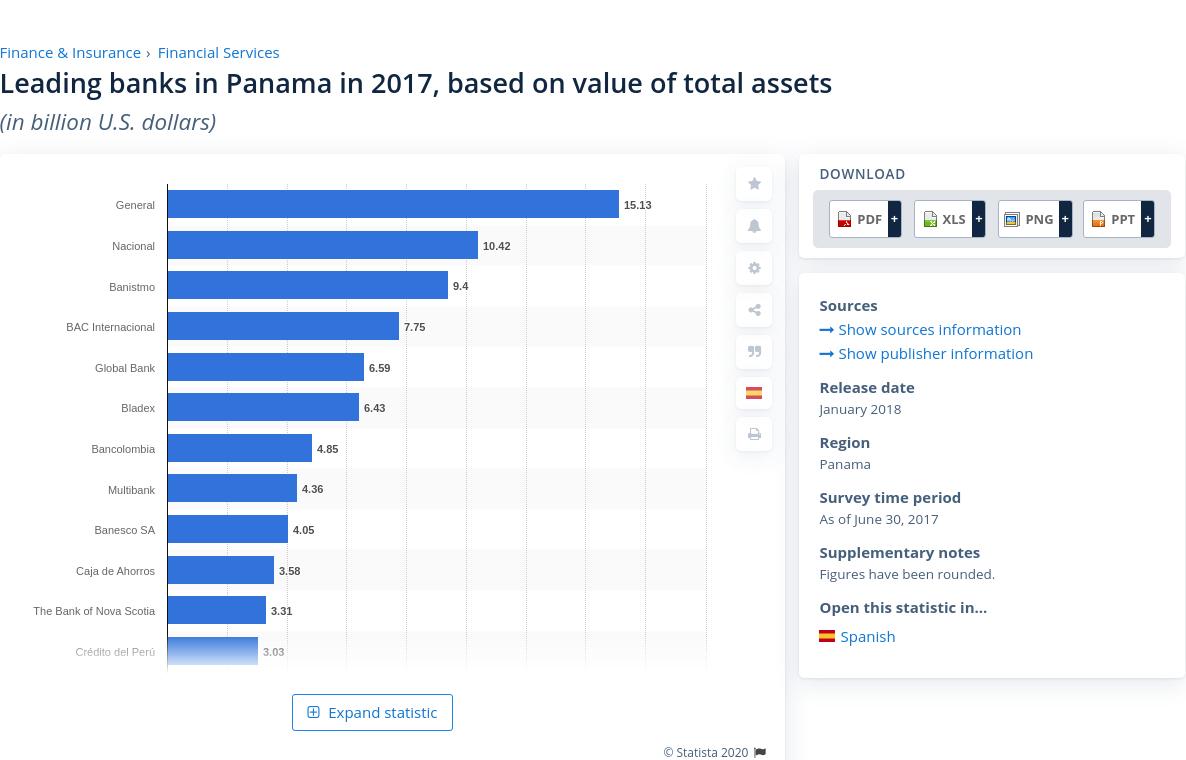 Finance & Insurance › Financial Services
Leading banks in Panama in 2017, based on value of total assets
(in billion U.S. dollars)
General 15.13
Nacional 10.42
Banistmo 9.4
BAC Internacional 7.75
Global Bank 6.59
Bladex 6.43
Bancolombia 4.85
Multibank 4.36
Banesco SA 4.05
Caja de Ahorros 3.58
The Bank of Nova Scotia 3.31
Crédito del Perú 3.03
Expand statistic
© Statista 2020
DOWNLOAD
PDF + XLS + PNG + PPT +
Sources
Show sources information
Show publisher information
Release date
January 2018
Region
Panama
Survey time period
As of June 30, 2017
Supplementary notes
Figures have been rounded.
Open this statistic in...
Spanish